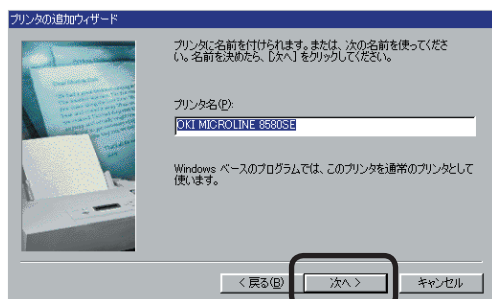 プリンタの追加ウィザード
プリンタに名前を付けられます。または、次の名前を使ってくださ
い。名前を決めたら、[次へ] をクリックしてください。
プリンタ名(P):
OKI MICROLINE 8580SE
Windows ベースのプログラムでは、このプリンタを通常のプリンタとして
使います。
< 戻る(B)
次へ >
キャンセル